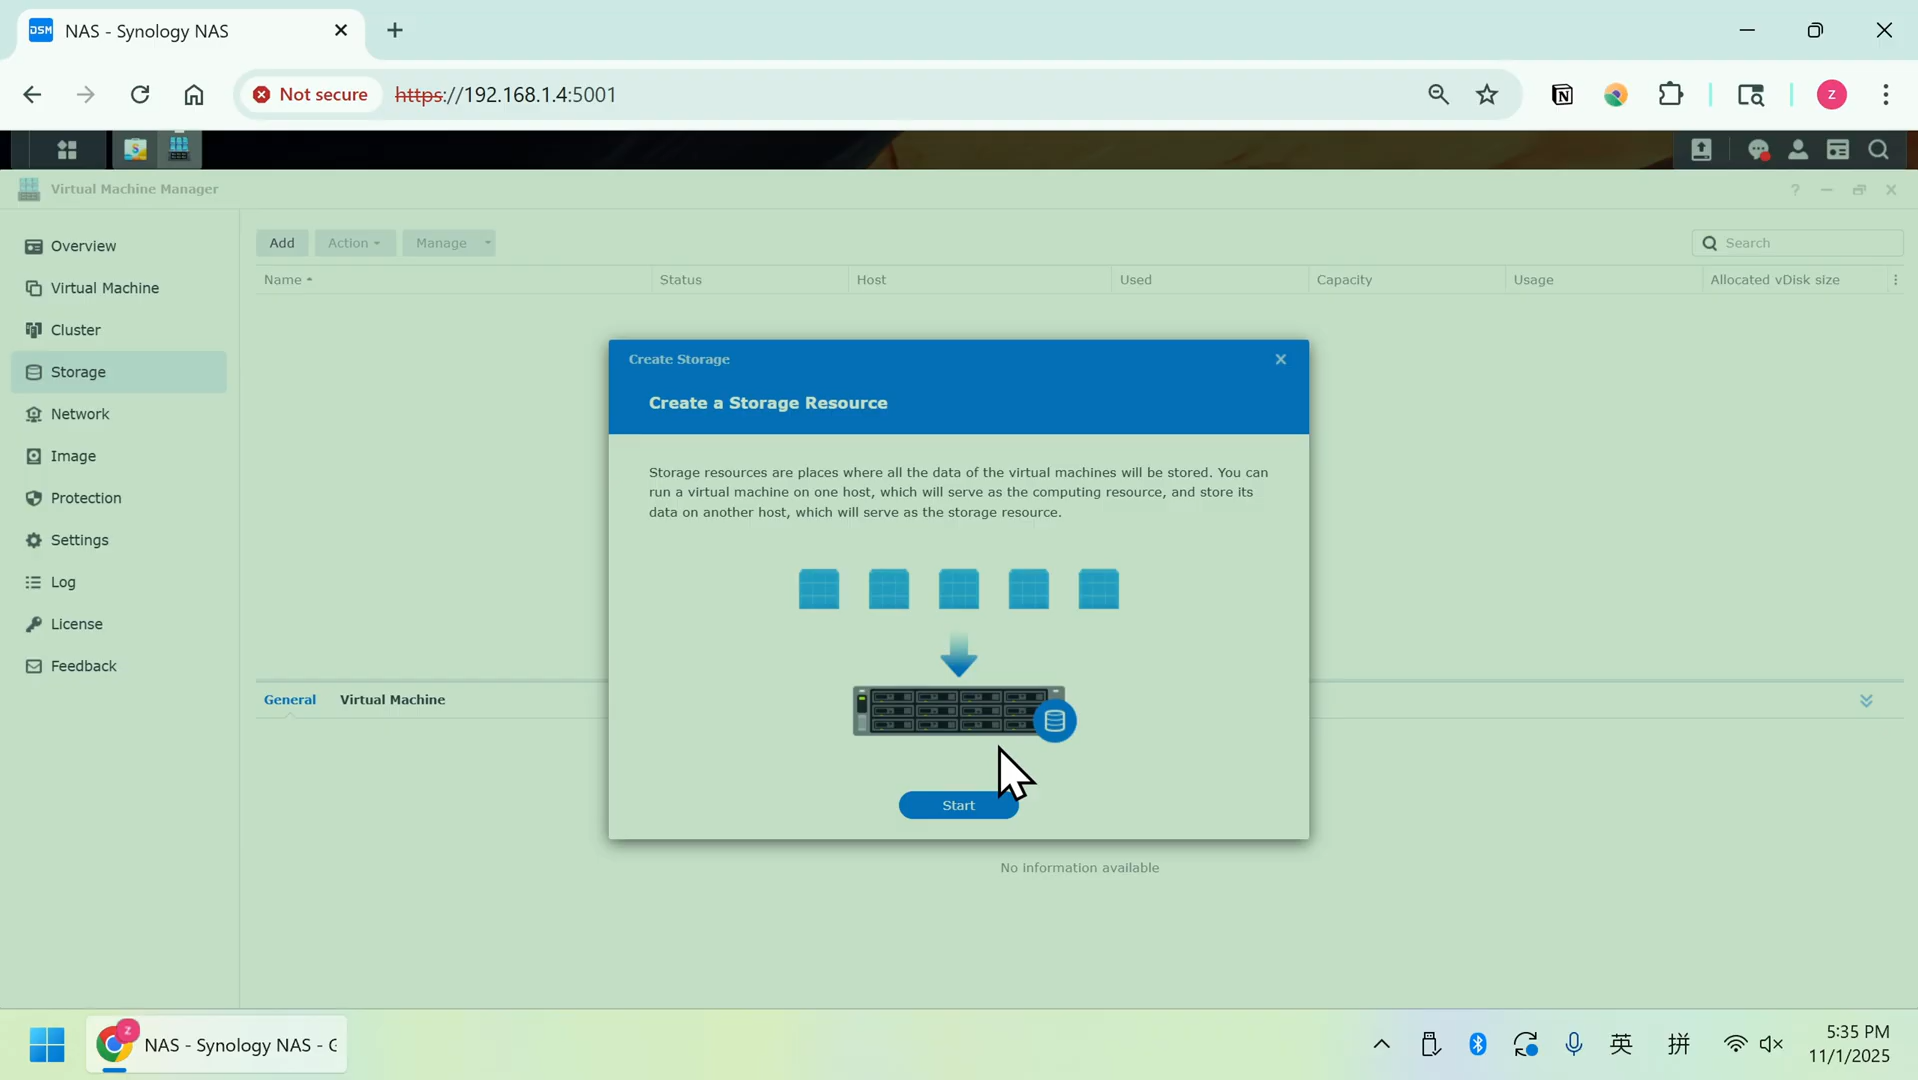 DSM NAS - Synology NAS
Not secure https://192.168.1.4:5001
Z
Virtual Machine Manager
Overview
Virtual Machine
Cluster
Storage
Network
Image
Protection
Settings
Log
License
Feedback
Add Action Manage Search
Name Status Host Used Capacity Usage Allocated vDisk size
Create Storage
Create a Storage Resource
Storage resources are places where all the data of the virtual machines will be stored. You can
run a virtual machine on one host, which will serve as the computing resource, and store its
data on another host, which will serve as the storage resource.
Start
General Virtual Machine
No information available
Z
NAS - Synology NAS - G
英 拼
5:35 PM
11/1/2025